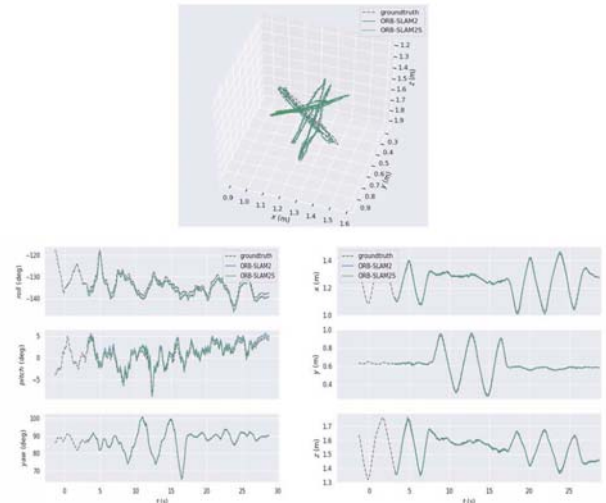 groundtruth
ORB-SLAM2
ORB-SLAM2S
1.2
1.3
1.4
1.5
1.6
1.7
1.8
1.9
z (m)
0.3
0.4
0.5
0.6
0.7
0.8
0.9
y (m)
0.9
1.0
1.1
1.2
1.3
1.4
1.5
1.6
x (m)
groundtruth
ORB-SLAM2
ORB-SLAM2S
−120
−130
−140
roll (deg)
5
0
−5
pitch (deg)
100
90
80
70
yaw (deg)
0 5 10 15 20 25 30
t (s)
groundtruth
ORB-SLAM2
ORB-SLAM2S
1.4
1.2
1.0
x (m)
0.8
0.6
0.4
y (m)
1.7
1.6
1.5
1.4
1.3
z (m)
0 5 10 15 20 25
t (s)